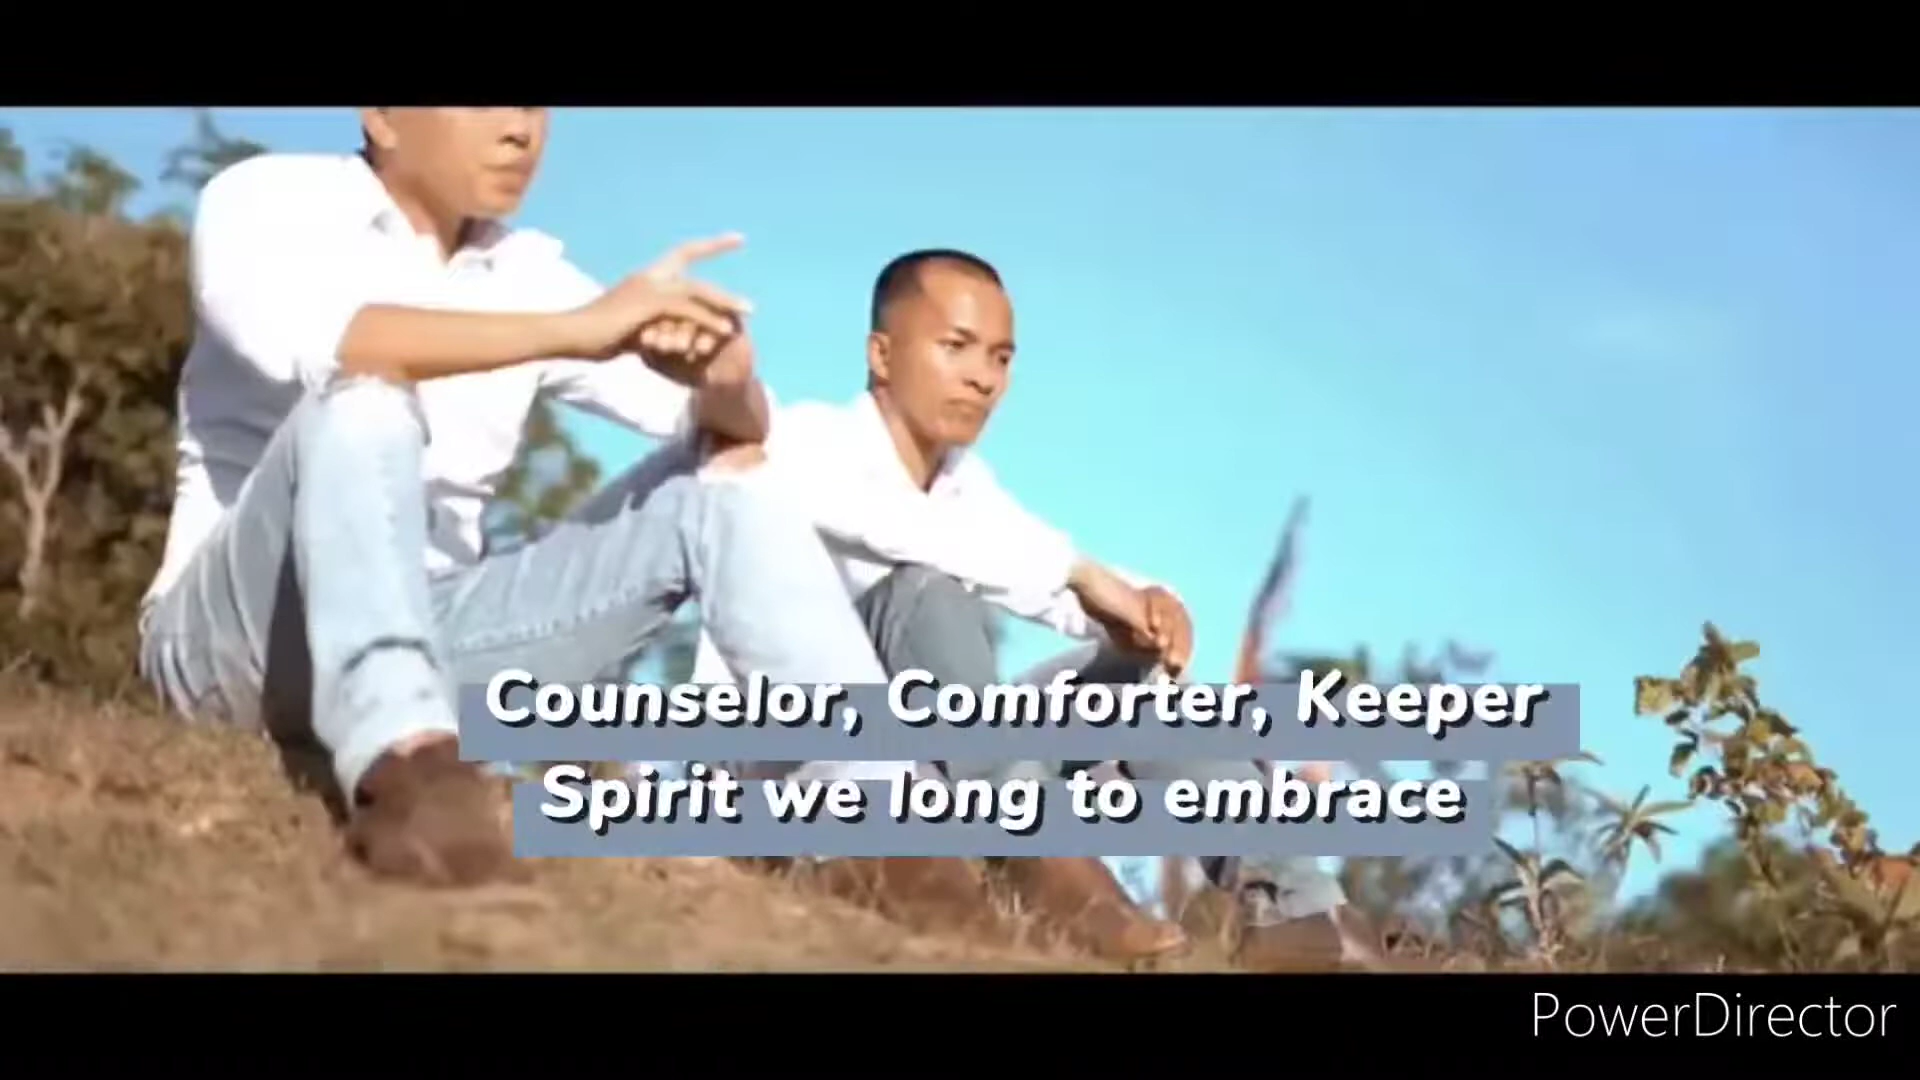 Counselor, Comforter, Keeper
Spirit we long to embrace
PowerDirector